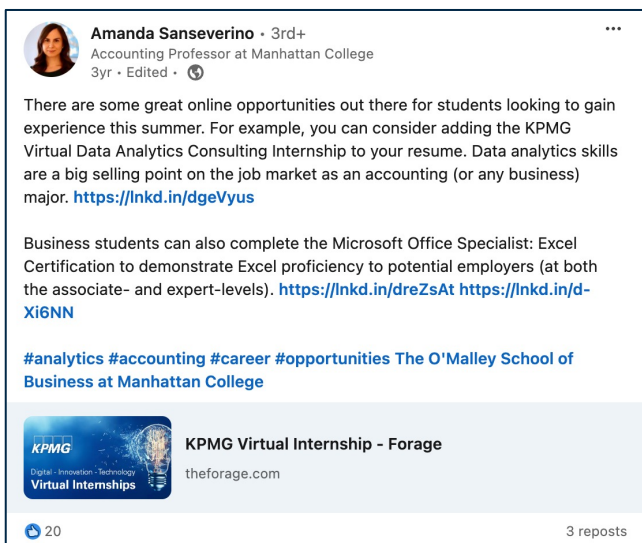 Amanda Sanseverino • 3rd+
Accounting Professor at Manhattan College
3yr • Edited •
There are some great online opportunities out there for students looking to gain
experience this summer. For example, you can consider adding the KPMG
Virtual Data Analytics Consulting Internship to your resume. Data analytics skills
are a big selling point on the job market as an accounting (or any business)
major. https://lnkd.in/dgeVyus
Business students can also complete the Microsoft Office Specialist: Excel
Certification to demonstrate Excel proficiency to potential employers (at both
the associate- and expert-levels). https://lnkd.in/dreZsAt https://lnkd.in/d-
Xi6NN
#analytics #accounting #career #opportunities The O'Malley School of
Business at Manhattan College
KPMG
Digital - Innovation - Technology
Virtual Internships
KPMG Virtual Internship - Forage
theforage.com
20
3 reposts